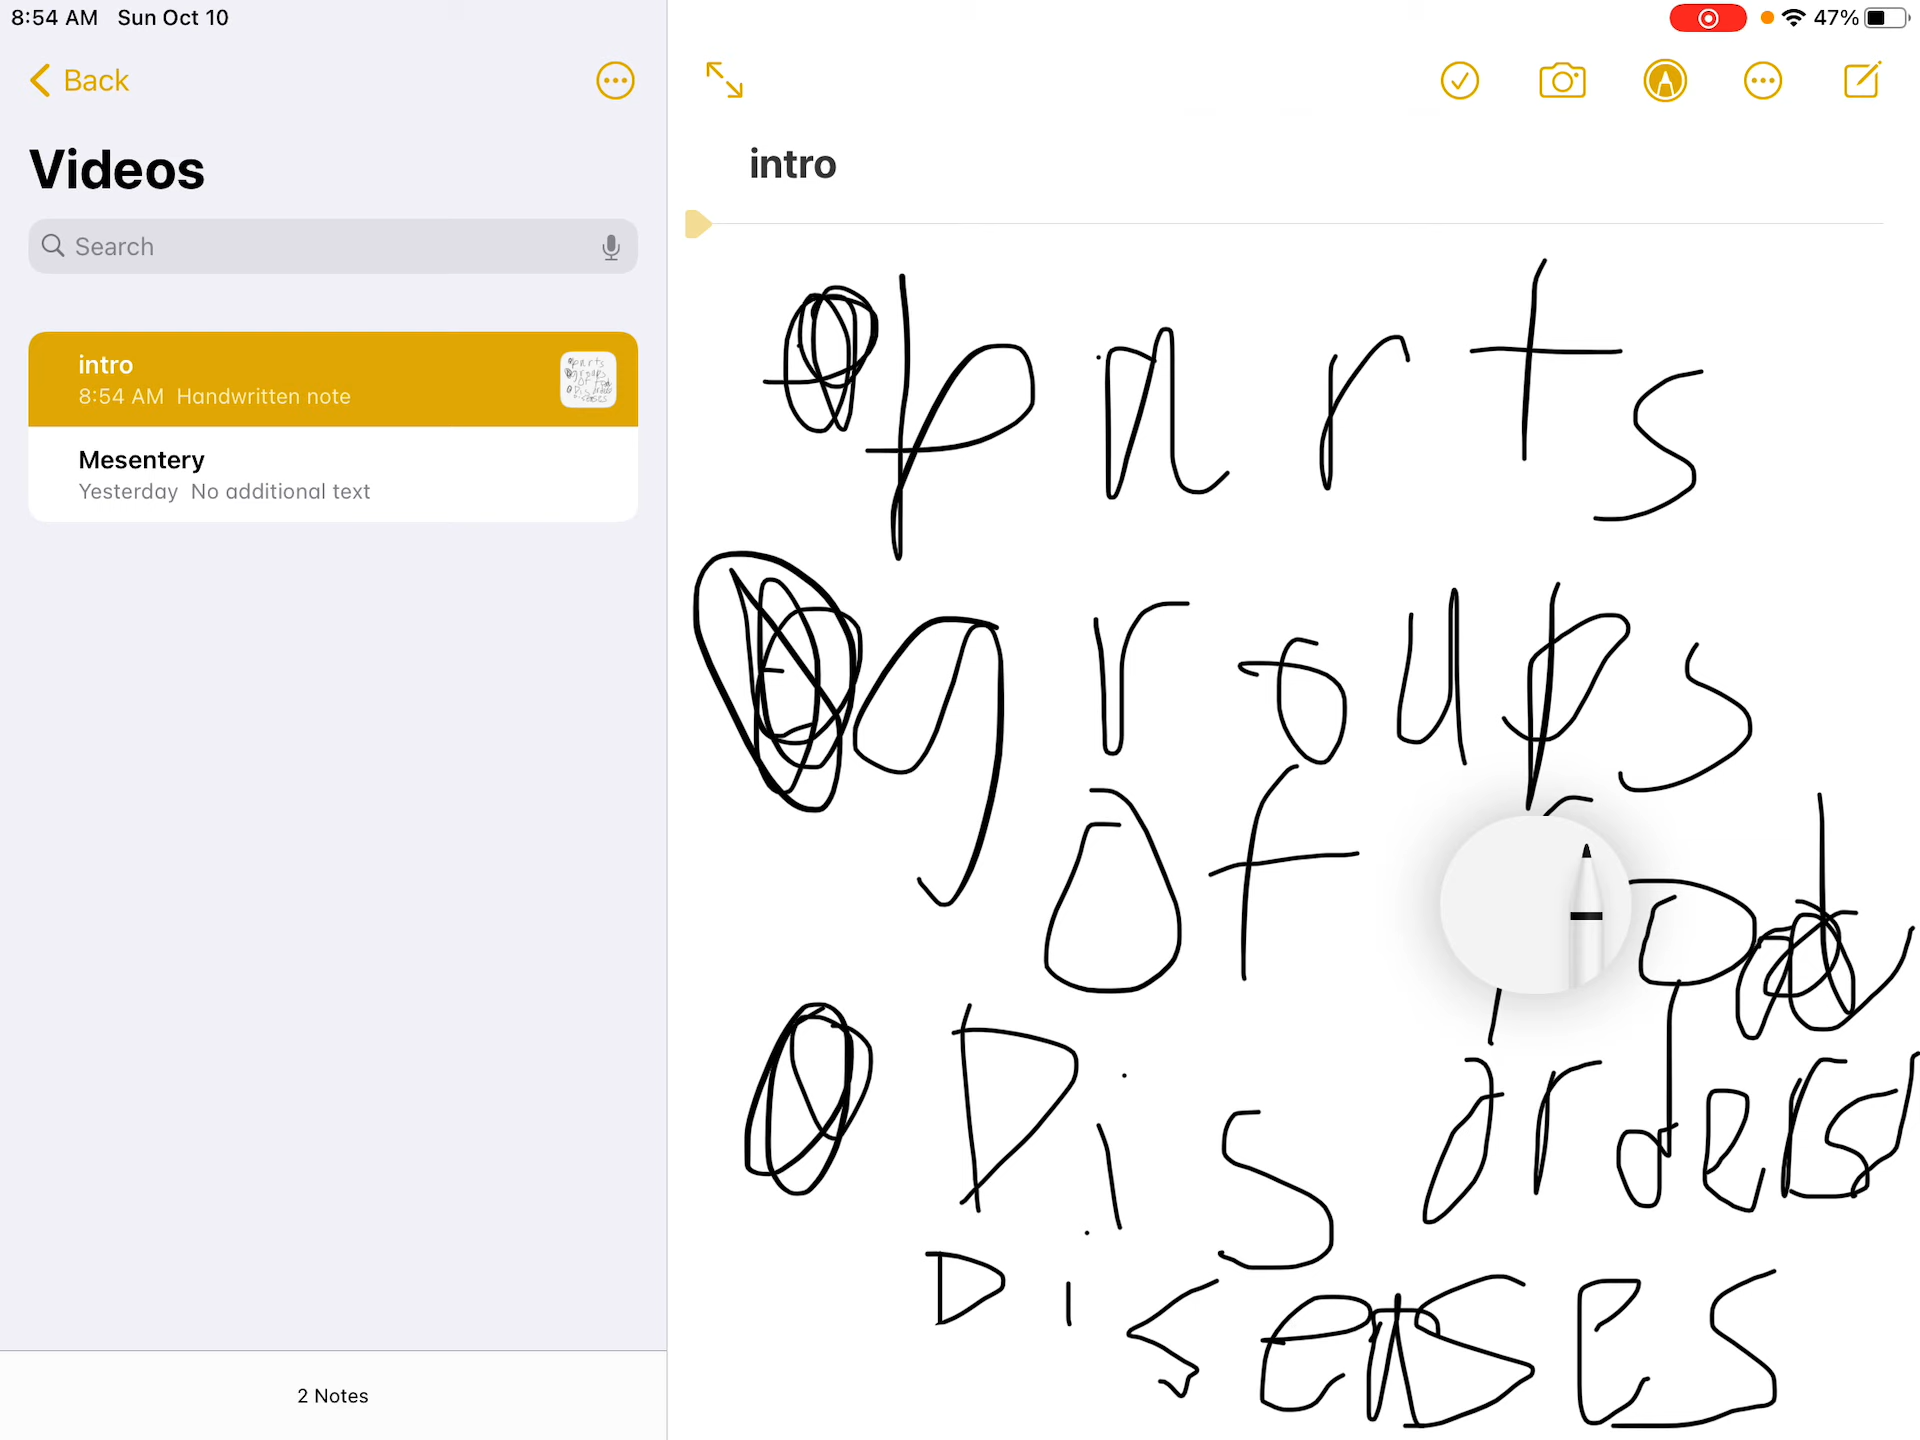 8:54 AM Sun Oct 10
47%
Back
Videos
Search
intro
8:54 AM Handwritten note
Mesentery
Yesterday No additional text
2 Notes
intro
parts
groups
of
Disorders
Diseases